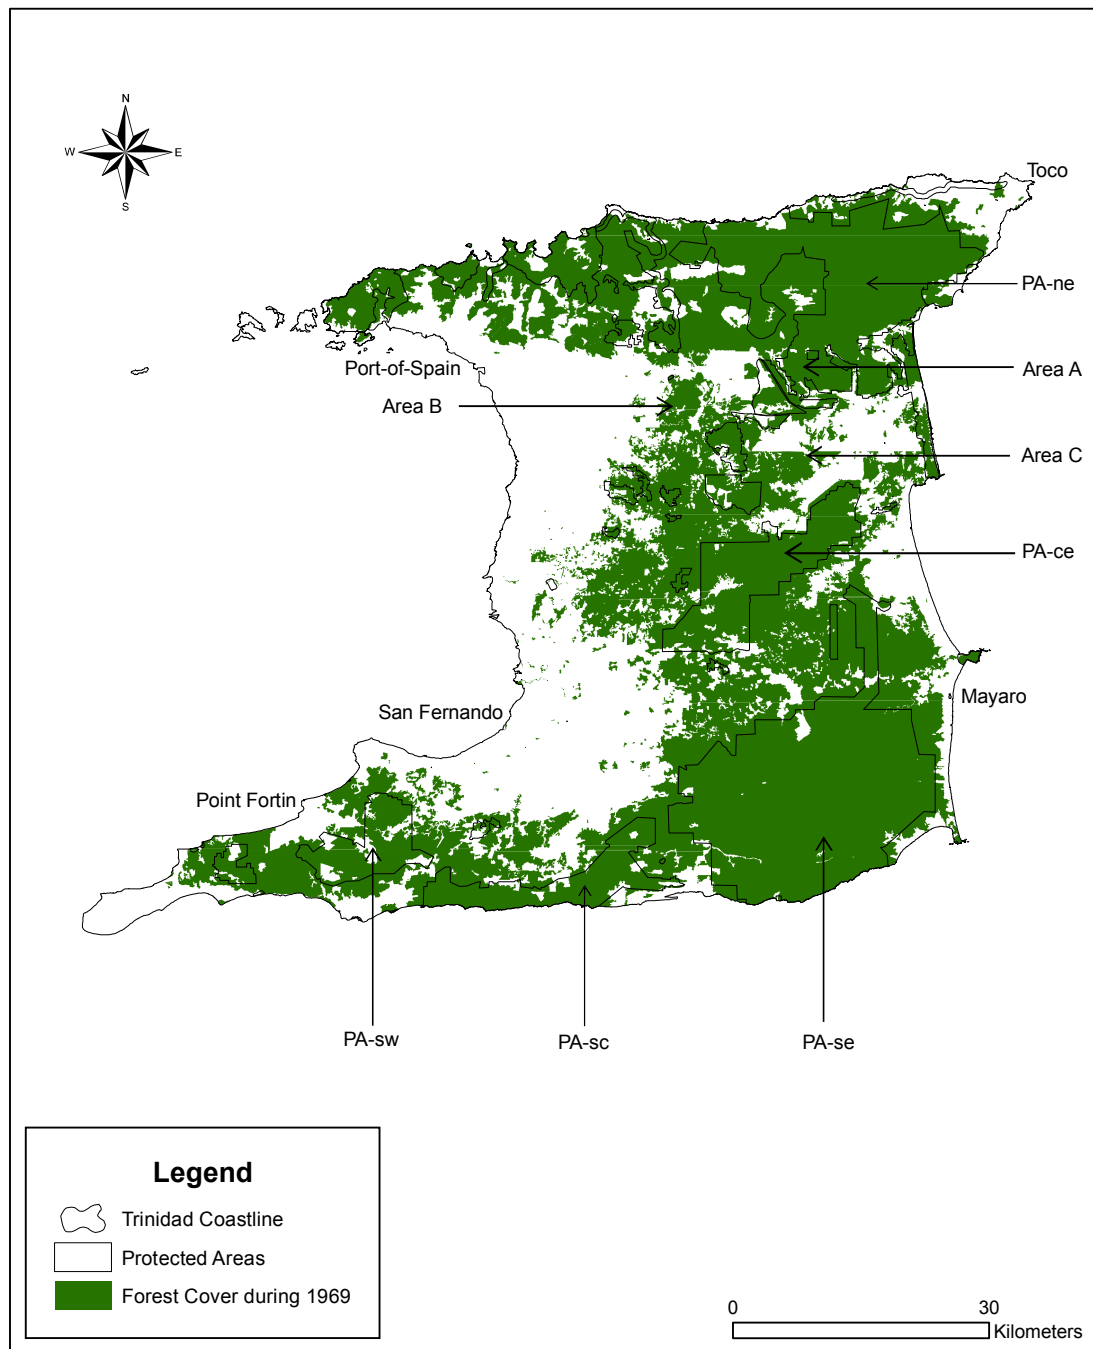 N
W
E
S
Toco
PA-ne
Port-of-Spain
Area A
Area B
Area C
PA-ce
Mayaro
San Fernando
Point Fortin
PA-sw
PA-sc
PA-se
Legend
Trinidad Coastline
Protected Areas
Forest Cover during 1969
0
30
Kilometers